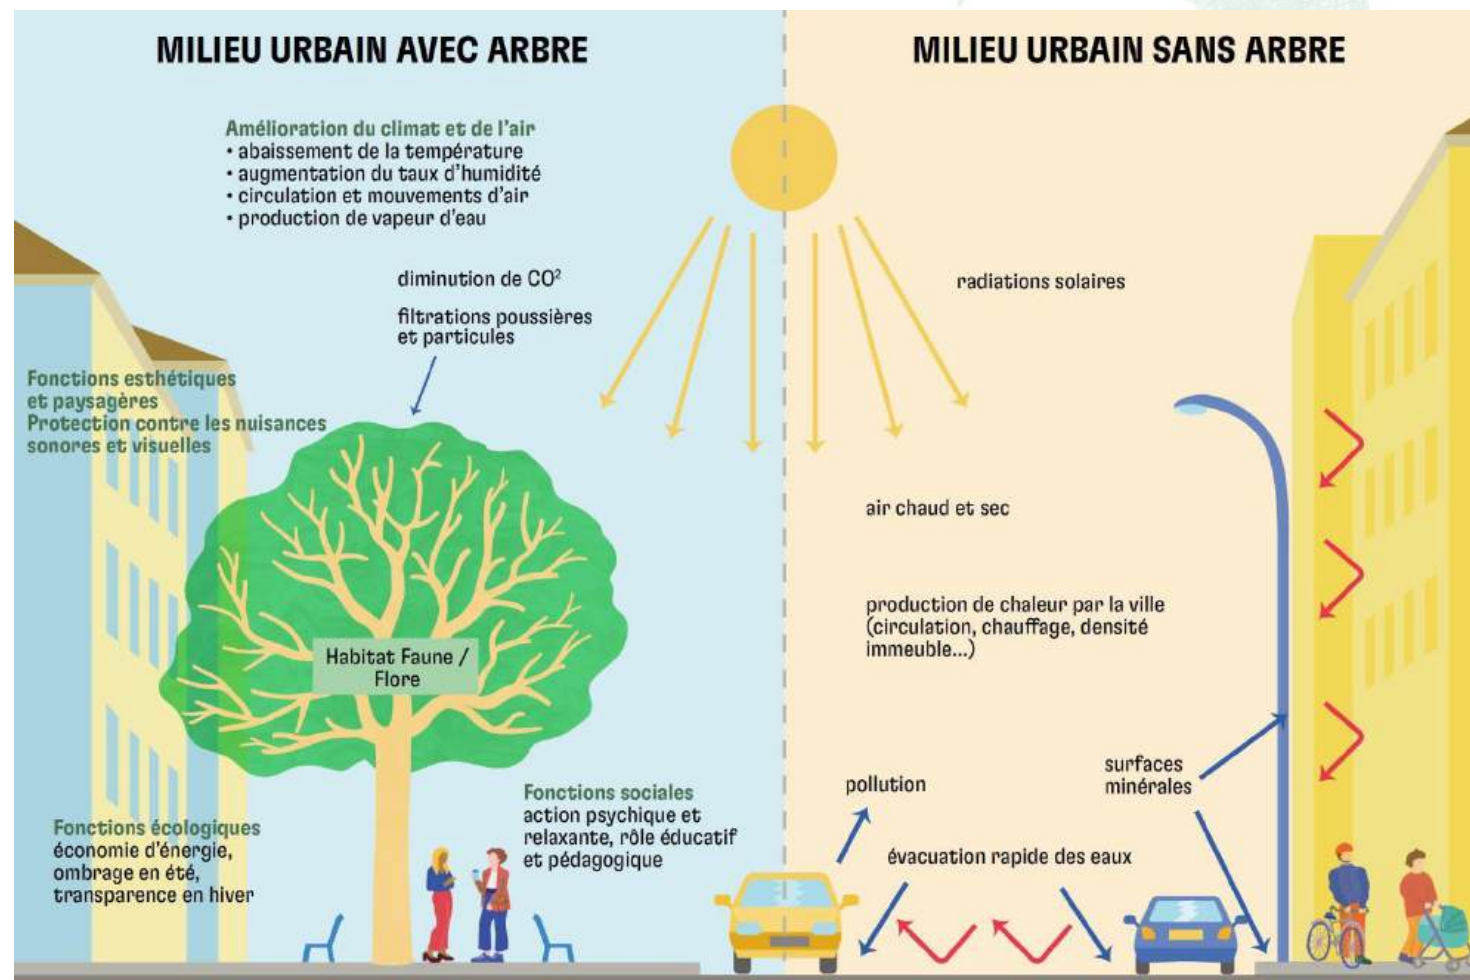 MILIEU URBAIN AVEC ARBRE
Amélioration du climat et de l'air
• abaissement de la température
• augmentation du taux d'humidité
• circulation et mouvements d'air
• production de vapeur d'eau
diminution de CO²
filtrations poussières
et particules
Fonctions esthétiques
et paysagères
Protection contre les nuisances
sonores et visuelles
Habitat Faune /
Flore
Fonctions écologiques
économie d'énergie,
ombrage en été,
transparence en hiver
Fonctions sociales
action psychique et
relaxante, rôle éducatif
et pédagogique
MILIEU URBAIN SANS ARBRE
radiations solaires
air chaud et sec
production de chaleur par la ville
(circulation, chauffage, densité
immeuble...)
surfaces
minérales
pollution
évacuation rapide des eaux